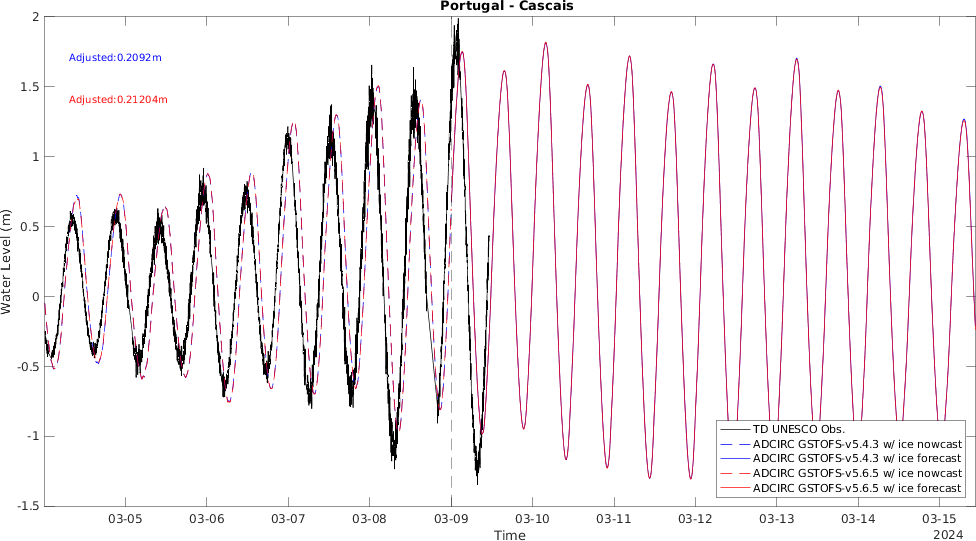 Portugal - Cascais
Adjusted:0.2092m
Adjusted:0.21204m
Water Level (m)
2
1.5
1
0.5
0
-0.5
-1
-1.5
TD UNESCO Obs.
ADCIRC GSTOFS-v5.4.3 w/ ice nowcast
ADCIRC GSTOFS-v5.4.3 w/ ice forecast
ADCIRC GSTOFS-v5.6.5 w/ ice nowcast
ADCIRC GSTOFS-v5.6.5 w/ ice forecast
03-05 03-06 03-07 03-08 03-09 03-10 03-11 03-12 03-13 03-14 03-15
Time
2024